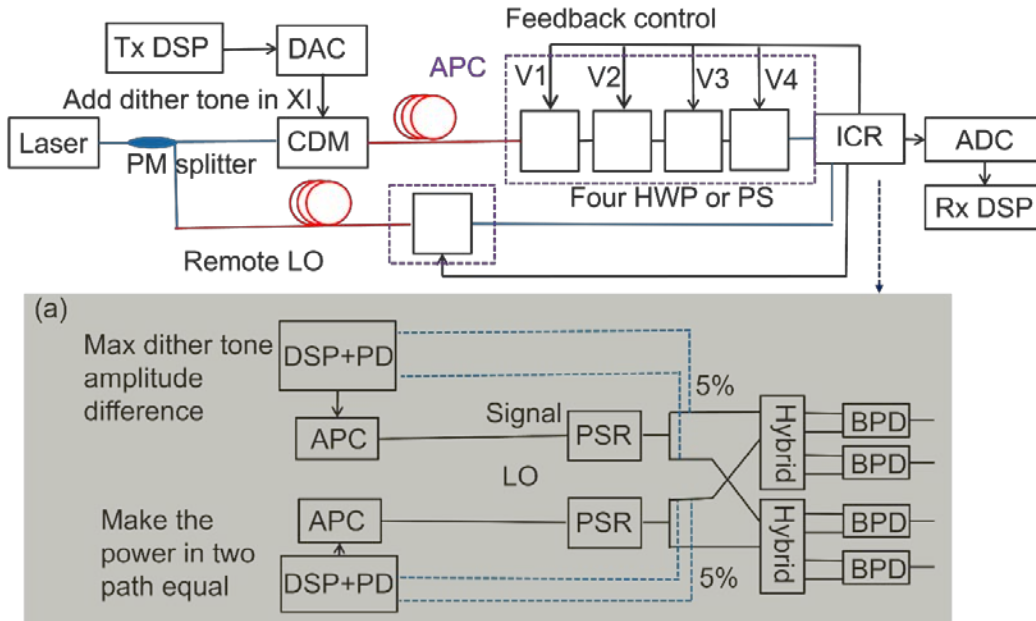 Feedback control
Tx DSP
DAC
APC
V1
V2
V3
V4
Add dither tone in XI
Laser
CDM
ICR
ADC
PM splitter
Four HWP or PS
Rx DSP
Remote LO
(a)
Max dither tone
amplitude
difference
DSP+PD
5%
Signal
APC
PSR
Hybrid
BPD
BPD
LO
Make the
power in two
path equal
APC
PSR
Hybrid
BPD
BPD
DSP+PD
5%